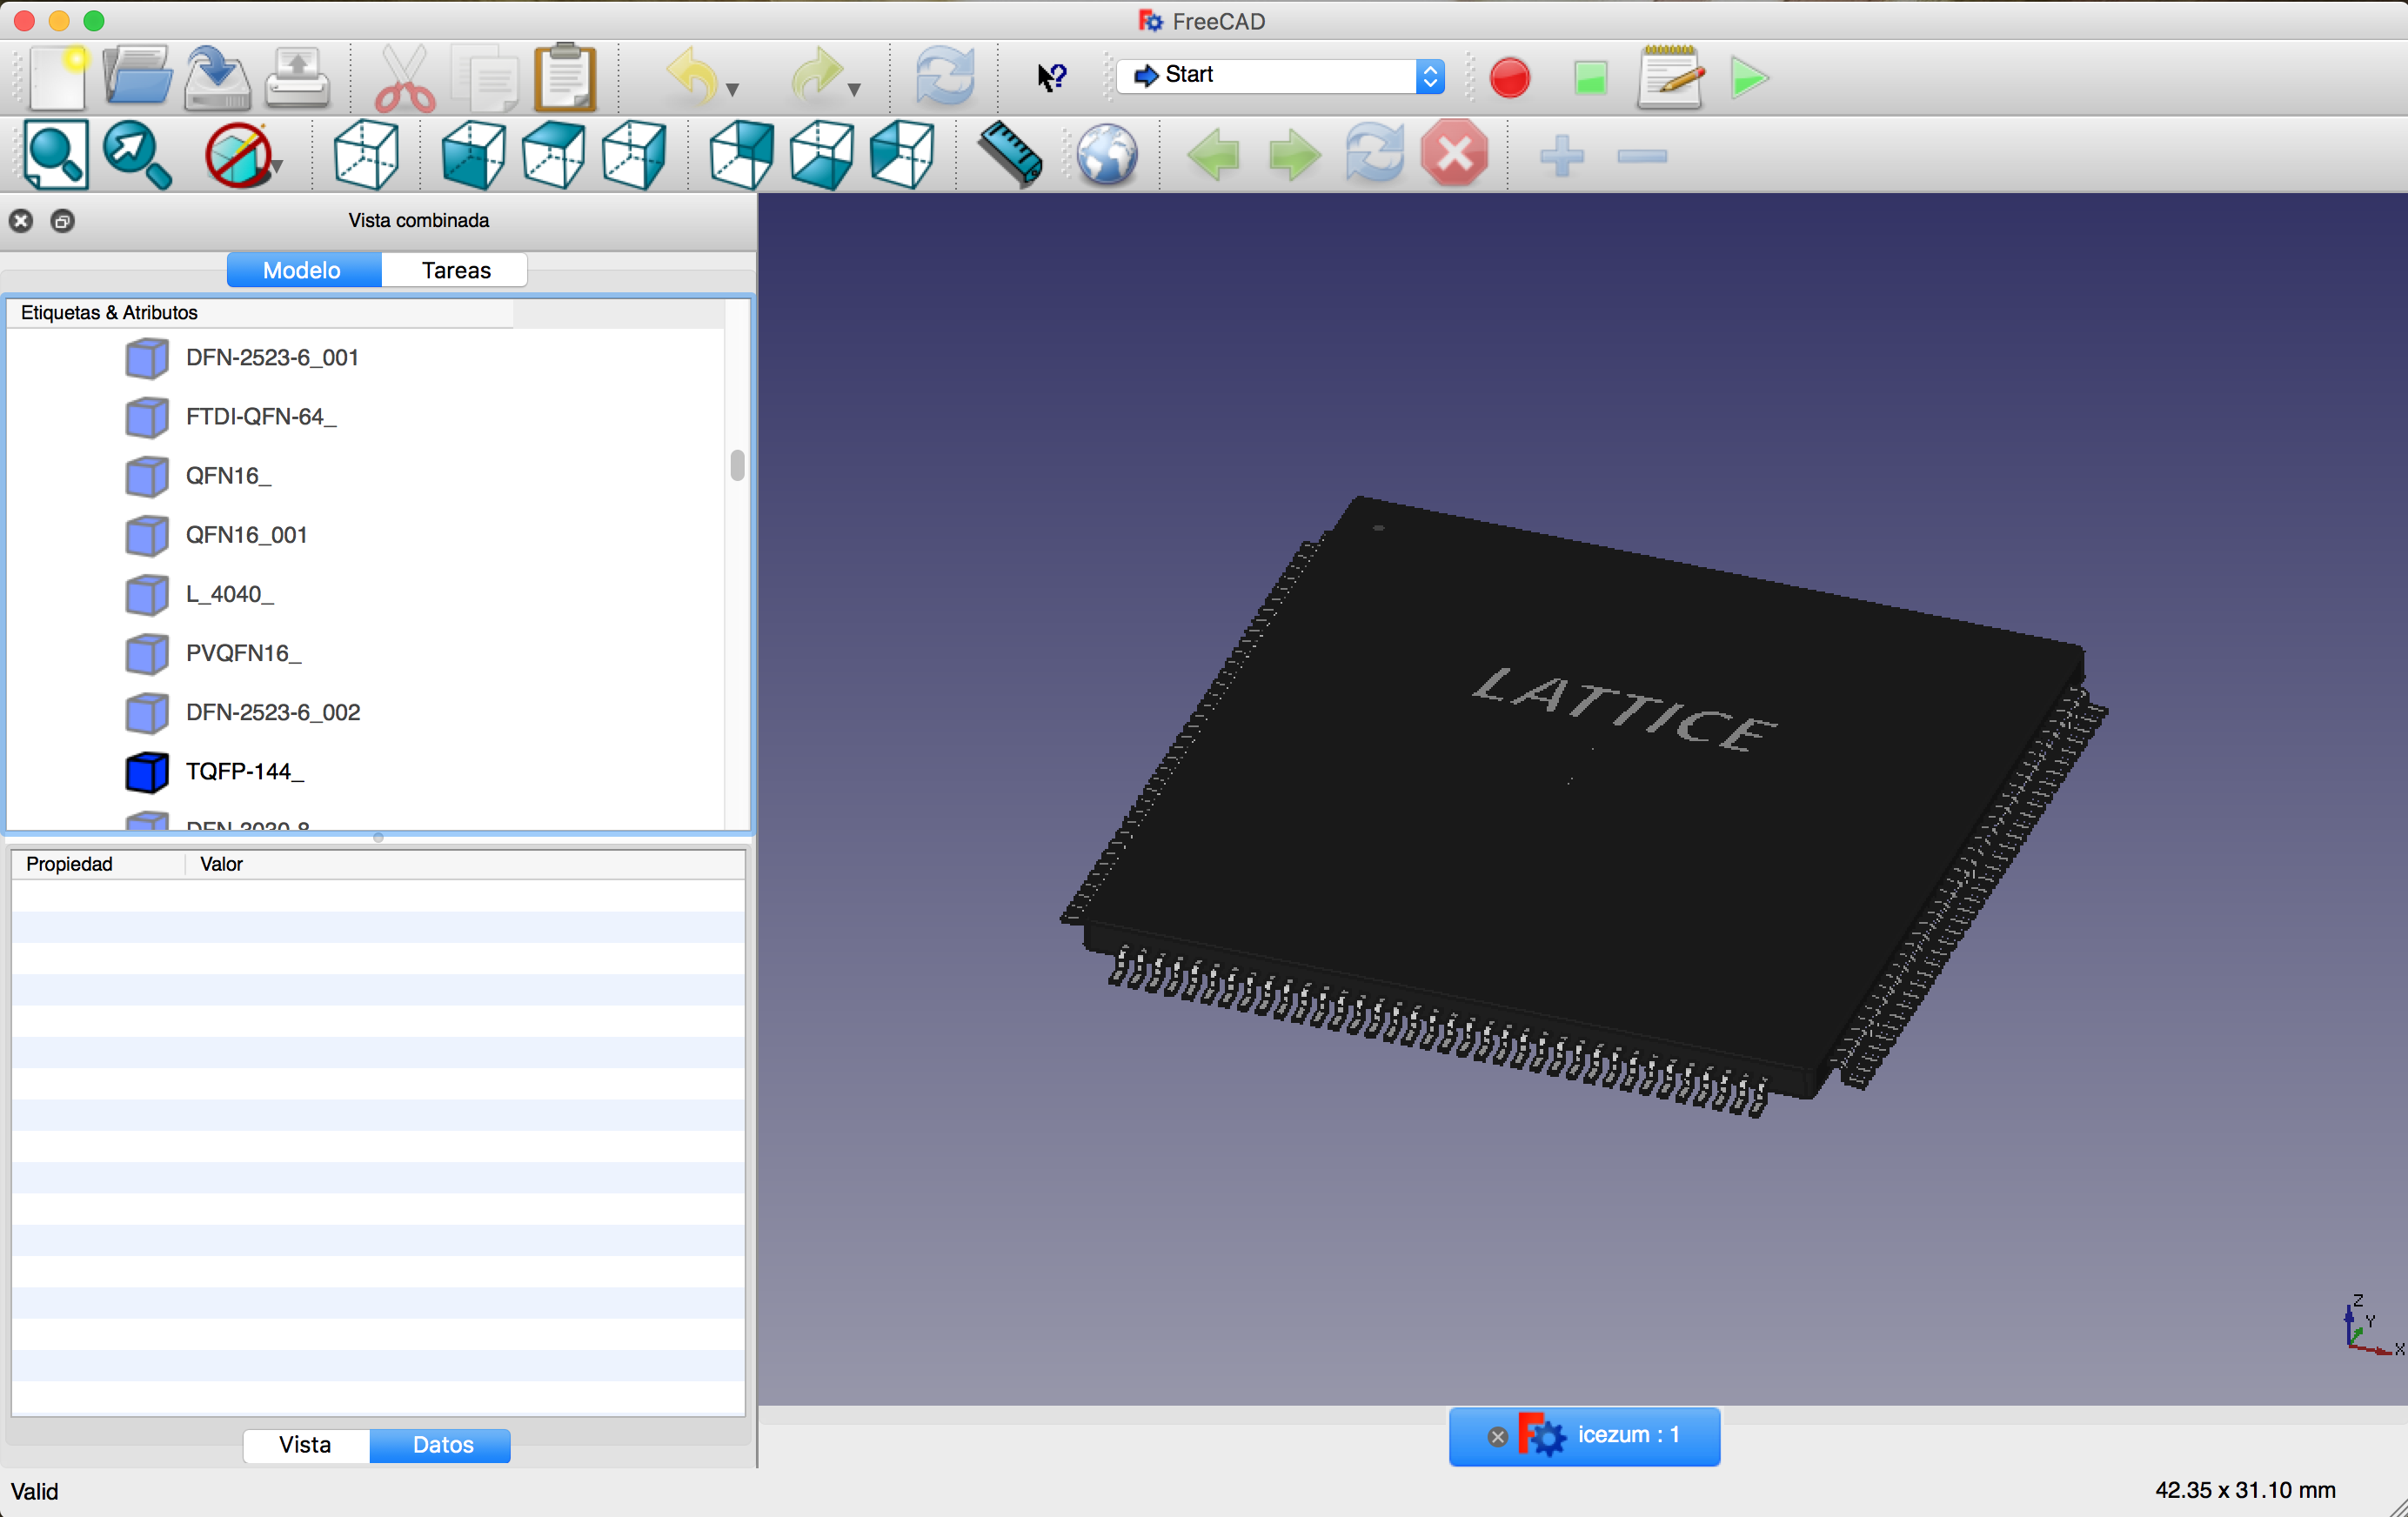 FreeCAD
Start
Vista combinada
Modelo
Tareas
Etiquetas & Atributos
DFN-2523-6_001
FTDI-QFN-64_
QFN16_
QFN16_001
L_4040_
PVQFN16_
DFN-2523-6_002
TQFP-144_
LATTICE
Propiedad
Valor
Z
Y
X
Vista
Datos
icezum : 1
Valid
42.35 x 31.10 mm